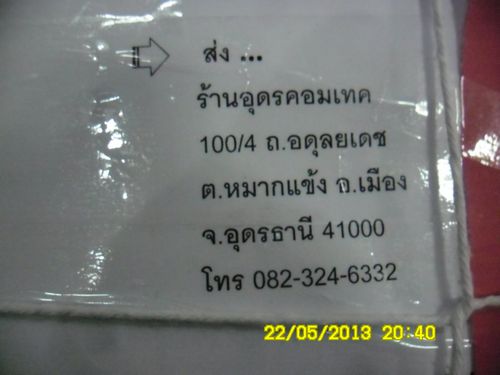 ส่ง ...
ร้านอุดรคอมเทค
100/4 ถ.อดุลยเดช
ต.หมากแข้ง อ.เมือง
จ.อุดรธานี 41000
โทร 082-324-6332
22/05/2013 20:40